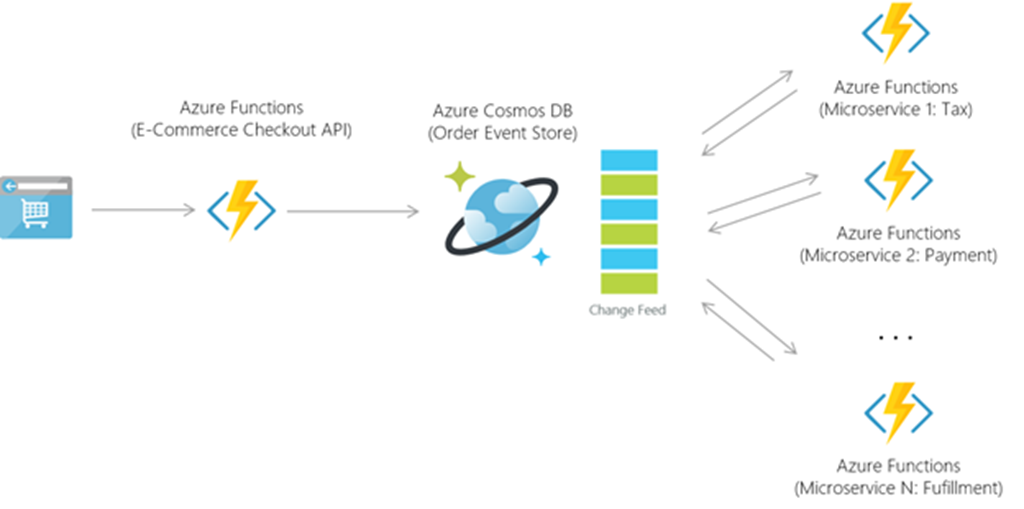 Azure Functions
(E-Commerce Checkout API)
Azure Cosmos DB
(Order Event Store)
Change Feed
Azure Functions
(Microservice 1: Tax)
Azure Functions
(Microservice 2: Payment)
...
Azure Functions
(Microservice N: Fufillment)